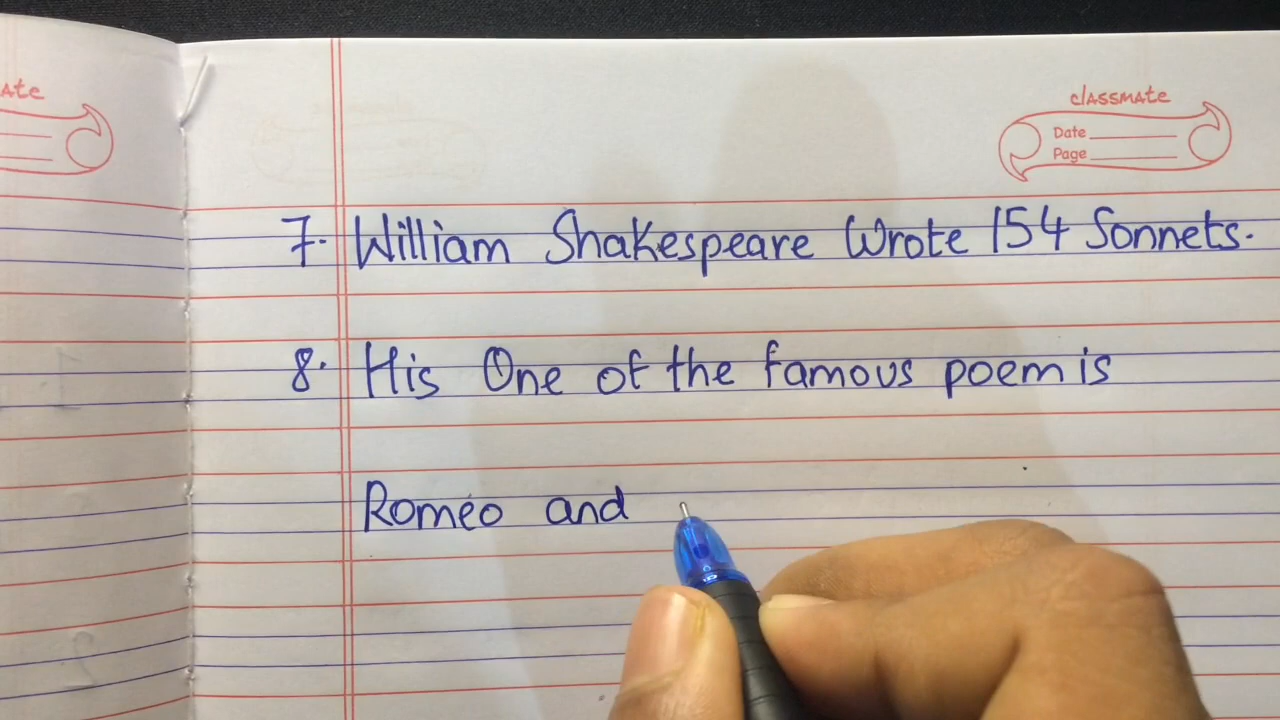 ate
classmate
Date
Page
7. William Shakespeare Wrote 154 Sonnets.
8. His One of the famous poem is
Romeo and